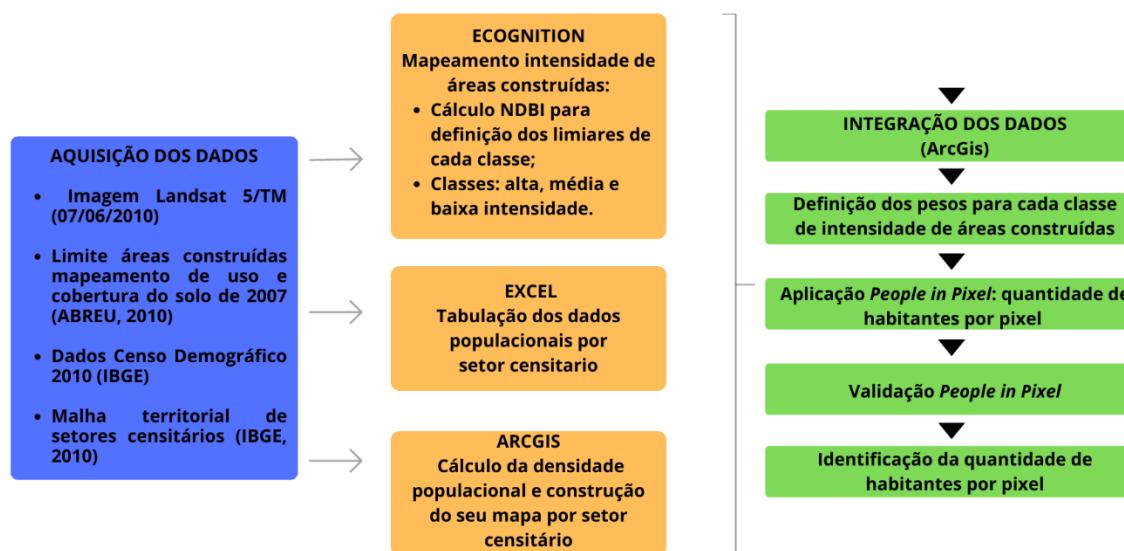 AQUISIÇÃO DOS DADOS
• Imagem Landsat 5/TM
(07/06/2010)
• Limite áreas construídas
mapeamento de uso e
cobertura do solo de 2007
(ABREU, 2010)
• Dados Censo Demográfico
2010 (IBGE)
• Malha territorial de
setores censitários (IBGE,
2010)
ECOGNITION
Mapeamento intensidade de
áreas construídas:
• Cálculo NDBI para
definição dos limiares de
cada classe;
• Classes: alta, média e
baixa intensidade.
EXCEL
Tabulação dos dados
populacionais por
setor censitario
ARCGIS
Cálculo da densidade
populacional e construção
do seu mapa por setor
censitário
INTEGRAÇÃO DOS DADOS
(ArcGis)
Definição dos pesos para cada classe
de intensidade de áreas construídas
Aplicação People in Pixel: quantidade de
habitantes por pixel
Validação People in Pixel
Identificação da quantidade de
habitantes por pixel